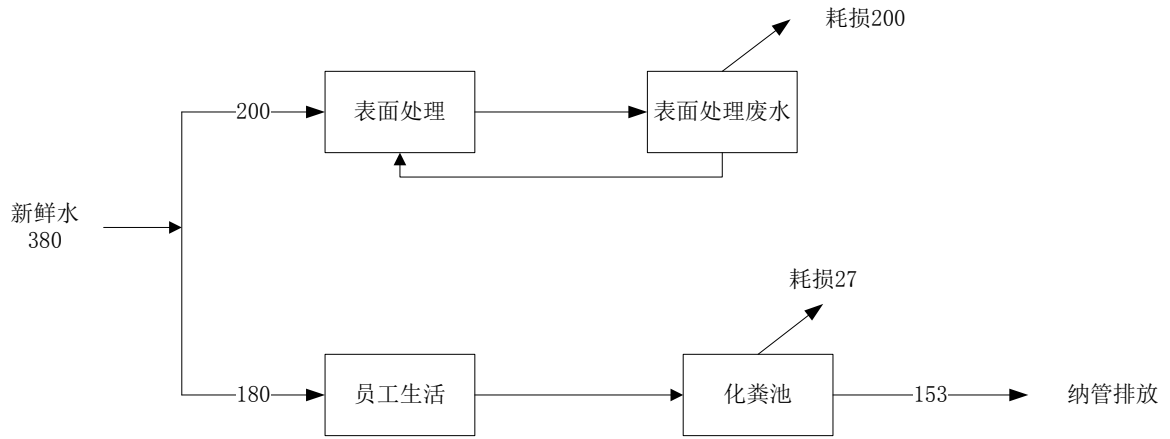 耗损200
200
表面处理
表面处理废水
新鲜水
380
耗损27
180
员工生活
化粪池
153
纳管排放